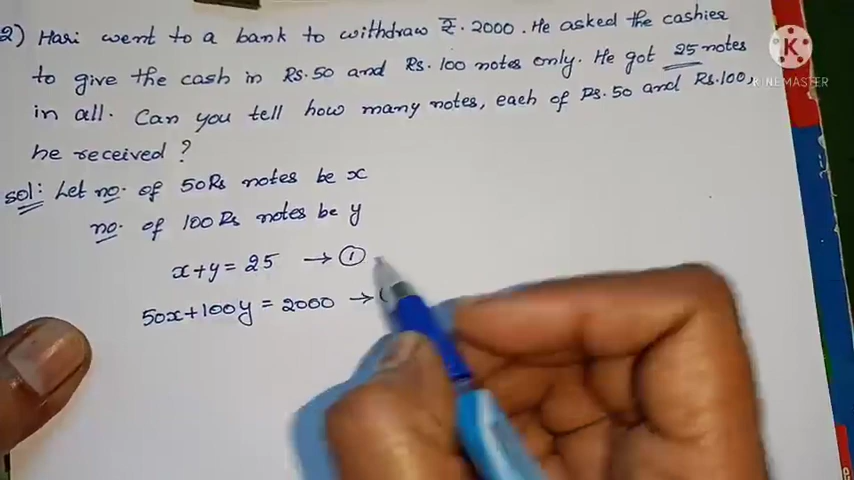 2) Hari went to a bank to withdraw ₹. 2000. He asked the cashier
to give the cash in Rs.50 and Rs.100 notes only. He got 25 notes
in all. Can you tell how many notes, each of Rs.50 and Rs.100,
he received ?
Sol: Let no. of 50Rs notes be x
no. of 100Rs notes be y
x+y = 25 → ①
50x+100y = 2000 → (
K
KINEMASTER